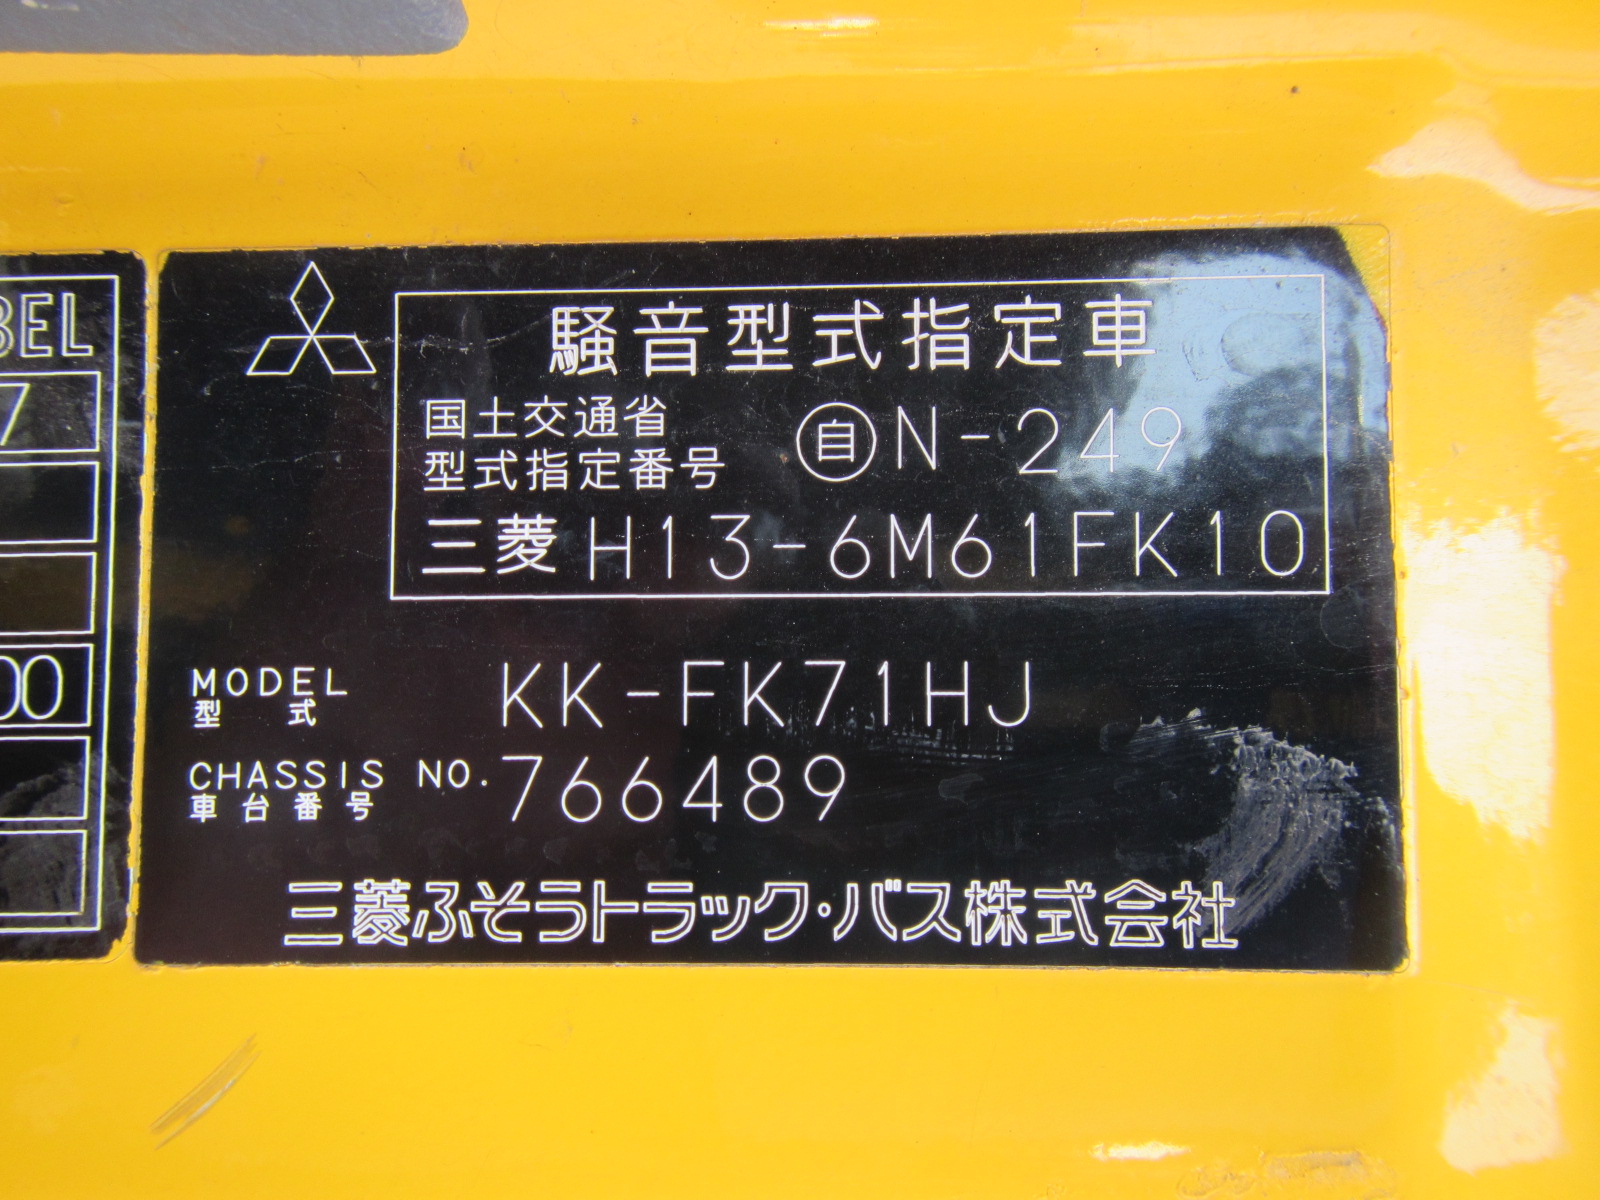 BEL
7
00
騒音型式指定車
国土交通省
型式指定番号 自N-249
三菱 H13-6M61FK10
MODEL KK-FK71HJ
型式
CHASSIS NO. 766489
車台番号
三菱ふそうトラック・バス株式会社